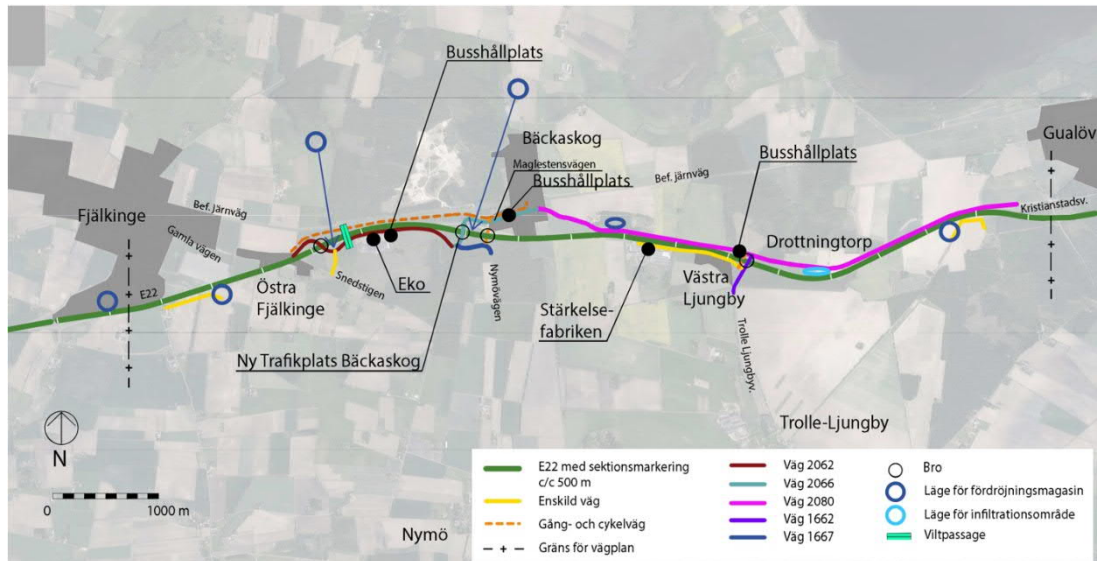 Busshållplats
Bäckaskog
Maglestensvägen
Busshållplats
Busshållplats
Gualöv
Bef. järnväg
Bef. järnväg
Kristianstadsv.
Fjälkinge
Gamla vägen
Drottningtorp
E22
Östra
Fjälkinge
Snedstigen
Eko
Nymövägen
Västra
Ljungby
Stärkelse-
fabriken
Ny Trafikplats Bäckaskog
Trolle Ljungbyv.
Trolle-Ljungby
N
0
1000 m
Nymö
E22 med sektionsmarkering
c/c 500 m
Enskild väg
Gång- och cykelväg
Gräns för vägplan
Väg 2062
Väg 2066
Väg 2080
Väg 1662
Väg 1667
Bro
Läge för fördröjningsmagasin
Läge för infiltrationsområde
Viltpassage